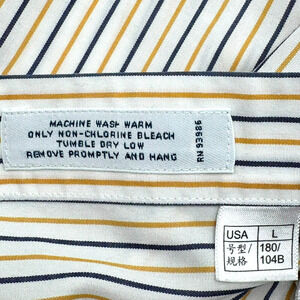 MACHINE WASH WARM
ONLY NON-CHLORINE BLEACH
TUMBLE DRY LOW
REMOVE PROMPTLY AND HANG
RN 93986
USA L
号型/ 180/
规格 104B